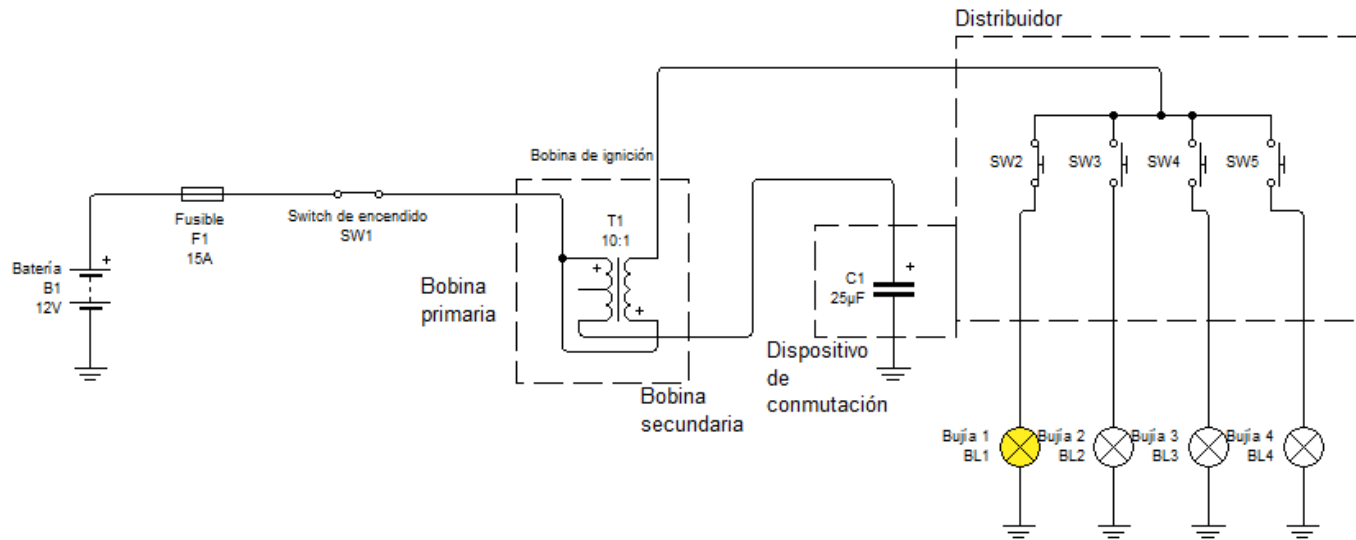 Distribuidor
Bobina de ignición
T1
10:1
SW2
SW3
SW4
SW5
Fusible
F1
15A
Switch de encendido
SW1
Batería
B1
12V
+
Bobina
primaria
+
+
C1
25µF
+
Dispositivo
de
conmutación
Bobina
secundaria
Bujía 1
BL1
Bujía 2
BL2
Bujía 3
BL3
Bujía 4
BL4